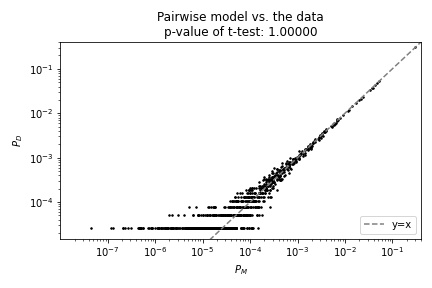 Pairwise model vs. the data
p-value of t-test: 1.00000
10⁻¹
10⁻²
10⁻³
10⁻⁴
P_D
y=x
10⁻⁷ 10⁻⁶ 10⁻⁵ 10⁻⁴ 10⁻³ 10⁻² 10⁻¹
P_M